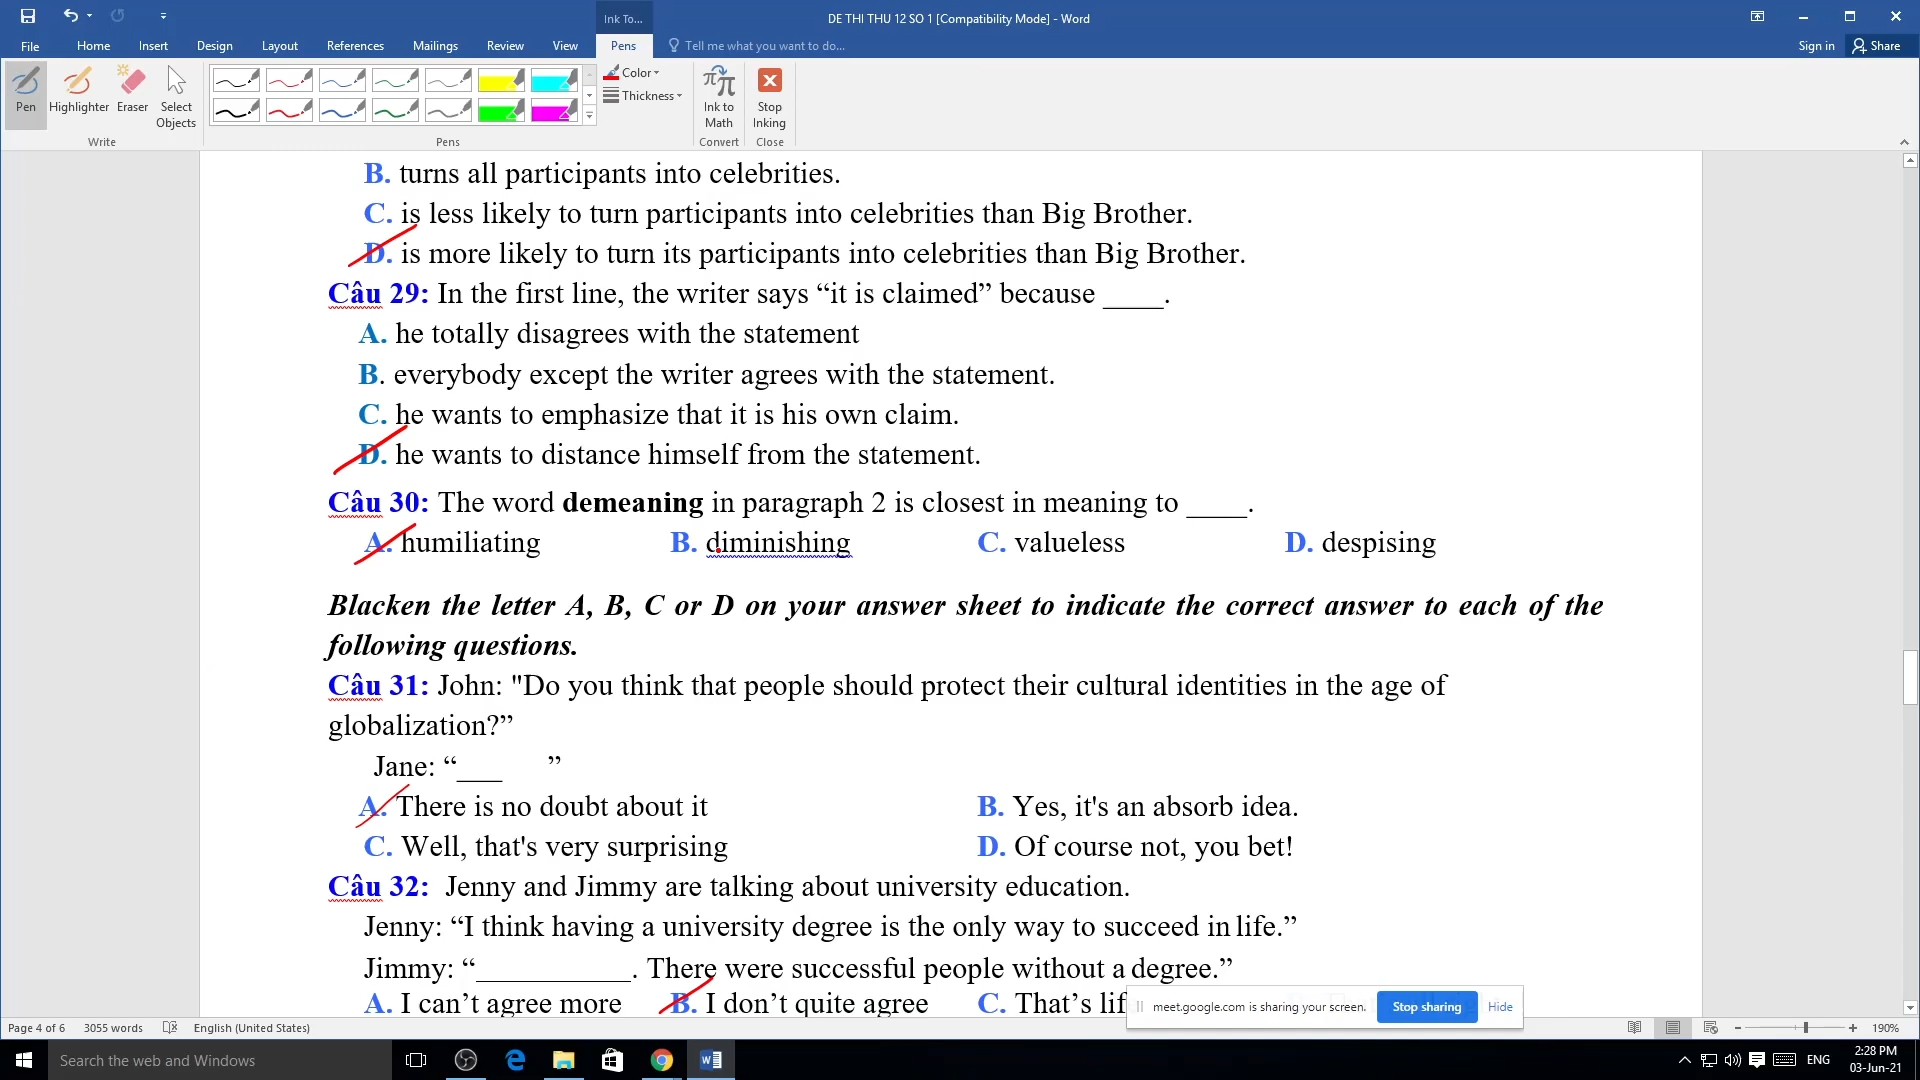 Ink To...
DE THI THU 12 SO 1 [Compatibility Mode] - Word
File Home Insert Design Layout References Mailings Review View Pens Tell me what you want to do... Sign in Share
Pen Highlighter Eraser Select Objects
Color
Thickness
Ink to Math
Stop Inking
Write Pens Convert Close
B. turns all participants into celebrities.
C. is less likely to turn participants into celebrities than Big Brother.
D. is more likely to turn its participants into celebrities than Big Brother.
Câu 29: In the first line, the writer says “it is claimed” because ____.
A. he totally disagrees with the statement
B. everybody except the writer agrees with the statement.
C. he wants to emphasize that it is his own claim.
D. he wants to distance himself from the statement.
Câu 30: The word demeaning in paragraph 2 is closest in meaning to ____.
A. humiliating B. diminishing C. valueless D. despising
Blacken the letter A, B, C or D on your answer sheet to indicate the correct answer to each of the
following questions.
Câu 31: John: "Do you think that people should protect their cultural identities in the age of
globalization?”
Jane: “___ ”
A. There is no doubt about it B. Yes, it's an absorb idea.
C. Well, that's very surprising D. Of course not, you bet!
Câu 32: Jenny and Jimmy are talking about university education.
Jenny: “I think having a university degree is the only way to succeed in life.”
Jimmy: “__________. There were successful people without a degree.”
A. I can’t agree more B. I don’t quite agree C. That’s lif
meet.google.com is sharing your screen. Stop sharing Hide
Page 4 of 6 3055 words English (United States) 190%
Search the web and Windows ENG 2:28 PM
03-Jun-21